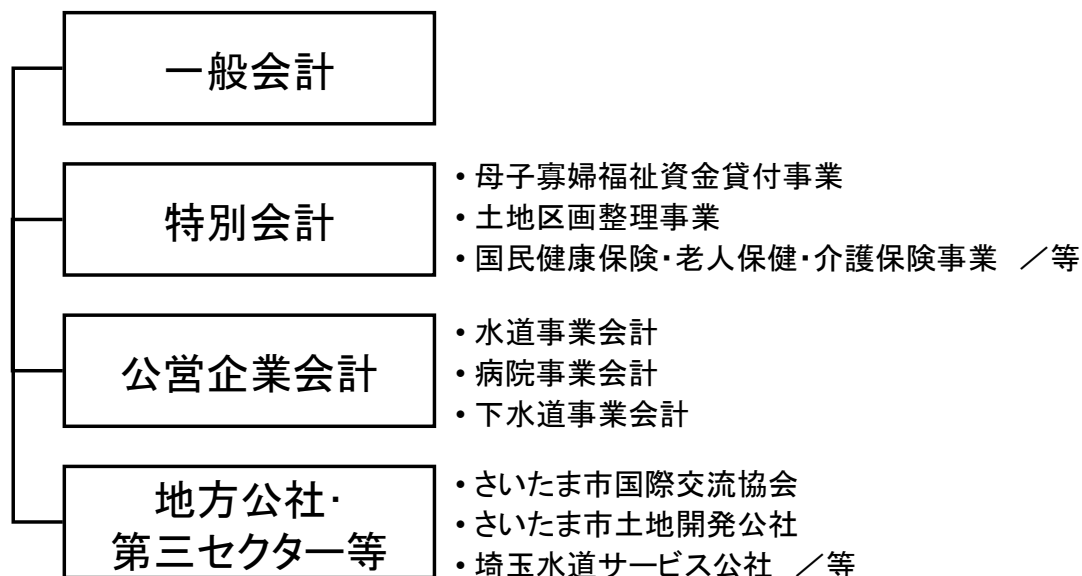 一般会計
特別会計
・母子寡婦福祉資金貸付事業
・土地区画整理事業
・国民健康保険・老人保健・介護保険事業　／等
公営企業会計
・水道事業会計
・病院事業会計
・下水道事業会計
地方公社・
第三セクター等
・さいたま市国際交流協会
・さいたま市土地開発公社
・埼玉水道サービス公社　／等